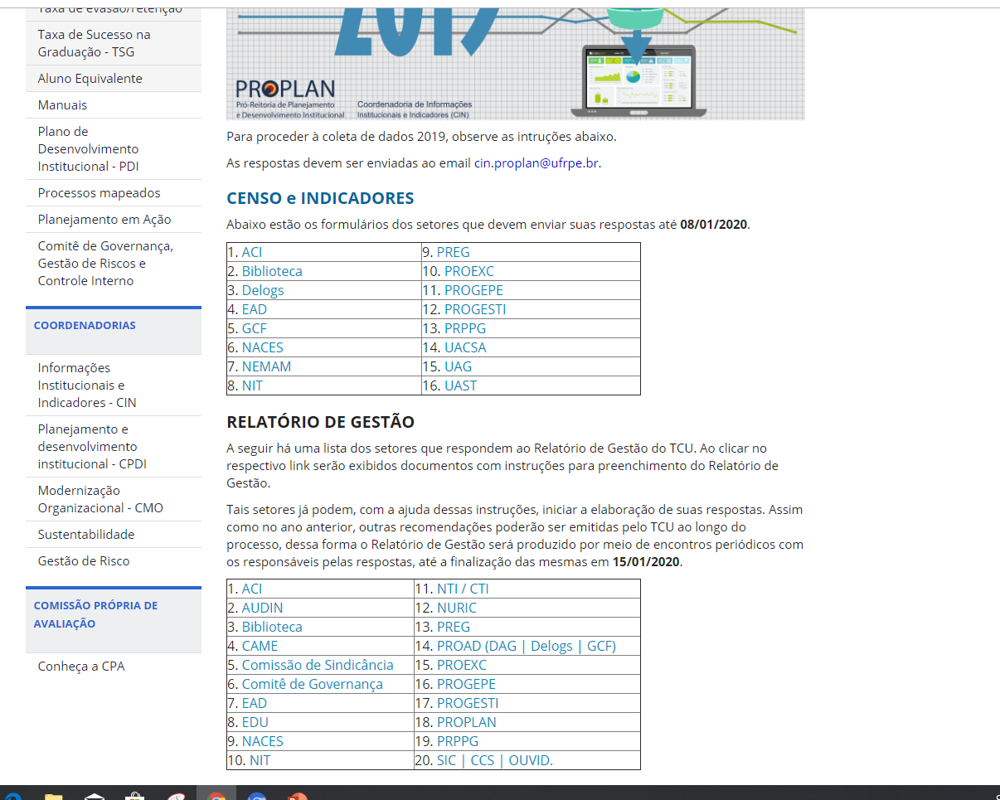 Taxa de evasão/retenção
Taxa de Sucesso na
Graduação - TSG
Aluno Equivalente
Manuais
Plano de
Desenvolvimento
Institucional - PDI
Processos mapeados
Planejamento em Ação
Comitê de Governança,
Gestão de Riscos e
Controle Interno
COORDENADORIAS
Informações
Institucionais e
Indicadores - CIN
Planejamento e
desenvolvimento
institucional - CPDI
Modernização
Organizacional - CMO
Sustentabilidade
Gestão de Risco
COMISSÃO PRÓPRIA DE
AVALIAÇÃO
Conheça a CPA
2019
PROPLAN
Pró-Reitoria de Planejamento
e Desenvolvimento Institucional
Coordenadoria de Informações
Institucionais e Indicadores (CIN)
Para proceder à coleta de dados 2019, observe as intruções abaixo.
As respostas devem ser enviadas ao email cin.proplan@ufrpe.br.
CENSO e INDICADORES
Abaixo estão os formulários dos setores que devem enviar suas respostas até 08/01/2020.
1. ACI 9. PREG
2. Biblioteca 10. PROEXC
3. Delogs 11. PROGEPE
4. EAD 12. PROGESTI
5. GCF 13. PRPPG
6. NACES 14. UACSA
7. NEMAM 15. UAG
8. NIT 16. UAST
RELATÓRIO DE GESTÃO
A seguir há uma lista dos setores que respondem ao Relatório de Gestão do TCU. Ao clicar no
respectivo link serão exibidos documentos com instruções para preenchimento do Relatório de
Gestão.
Tais setores já podem, com a ajuda dessas instruções, iniciar a elaboração de suas respostas. Assim
como no ano anterior, outras recomendações poderão ser emitidas pelo TCU ao longo do
processo, dessa forma o Relatório de Gestão será produzido por meio de encontros periódicos com
os responsáveis pelas respostas, até a finalização das mesmas em 15/01/2020.
1. ACI 11. NTI / CTI
2. AUDIN 12. NURIC
3. Biblioteca 13. PREG
4. CAME 14. PROAD (DAG | Delogs | GCF)
5. Comissão de Sindicância 15. PROEXC
6. Comitê de Governança 16. PROGEPE
7. EAD 17. PROGESTI
8. EDU 18. PROPLAN
9. NACES 19. PRPPG
10. NIT 20. SIC | CCS | OUVID.